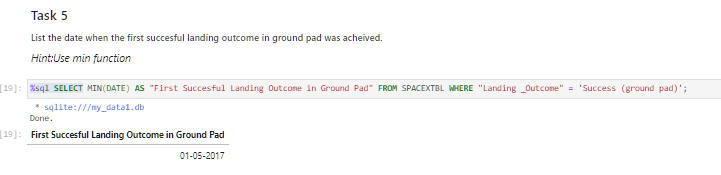 Task 5
List the date when the first succesful landing outcome in ground pad was acheived.
Hint:Use min function
[19]: %sql SELECT MIN(DATE) AS "First Succesful Landing Outcome in Ground Pad" FROM SPACEXTBL WHERE "Landing _Outcome" = 'Success (ground pad)';
* sqlite:///my_data1.db
Done.
[19]: First Succesful Landing Outcome in Ground Pad
01-05-2017